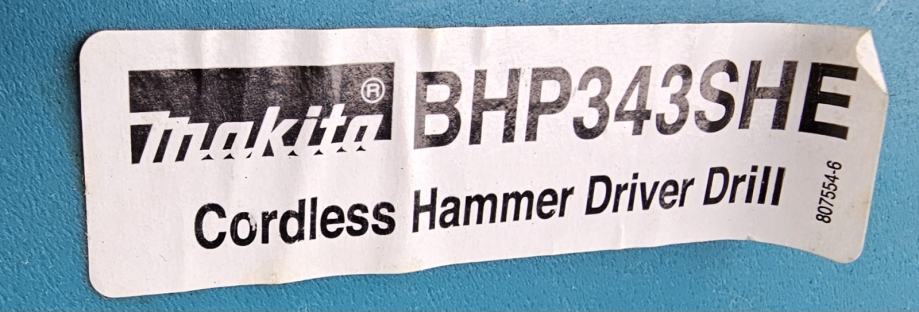 makita® BHP343SHE
Cordless Hammer Driver Drill
807554-6